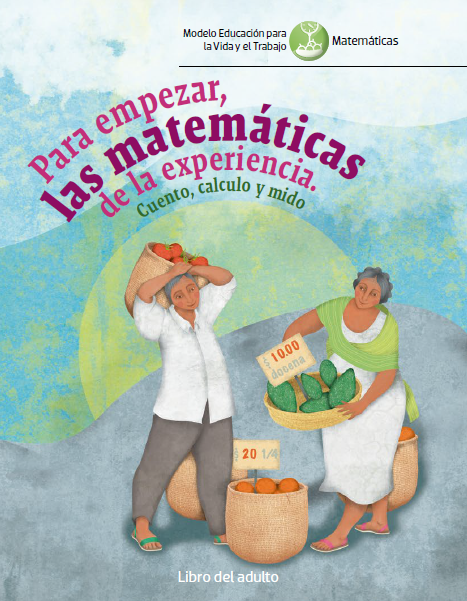 Modelo Educación para
la Vida y el Trabajo
Matemáticas
Para empezar,
las matemáticas
de la experiencia.
Cuento, calculo y mido
$ 10.00
docena
$ 20 1/4
Libro del adulto